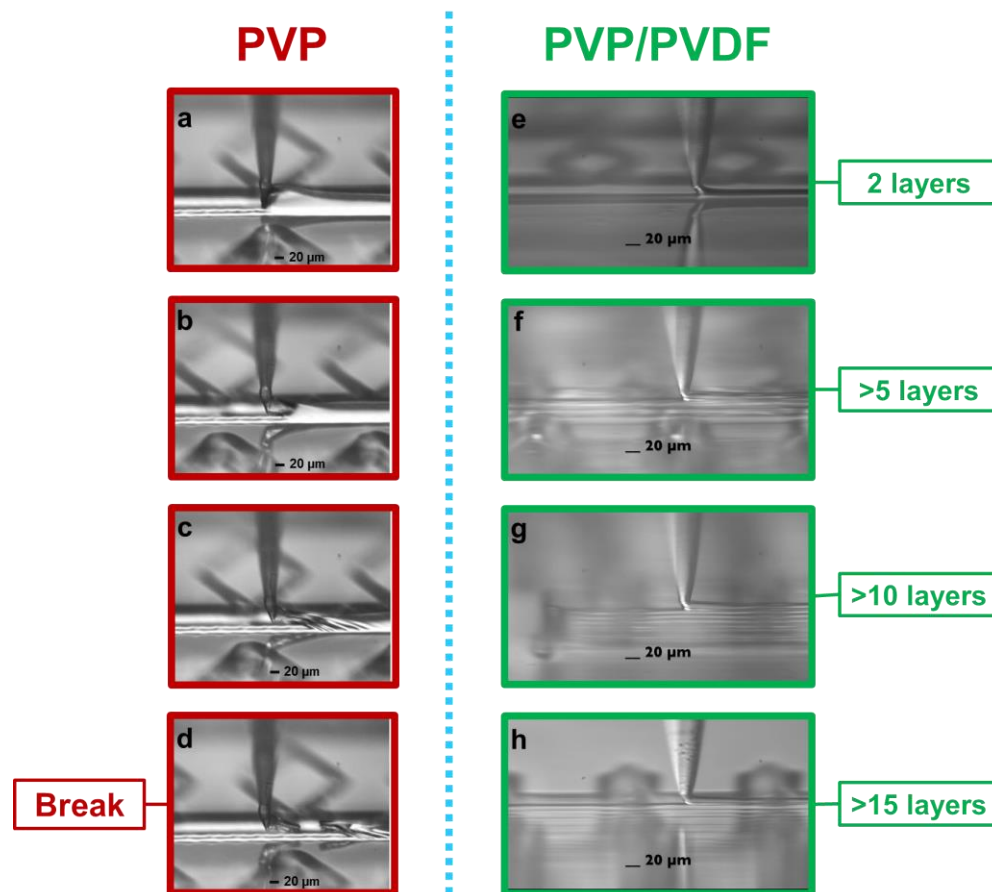 PVP
PVP/PVDF
a
20 µm
b
20 µm
c
20 µm
d
20 µm
Break
e
20 µm
2 layers
f
20 µm
>5 layers
g
20 µm
>10 layers
h
20 µm
>15 layers